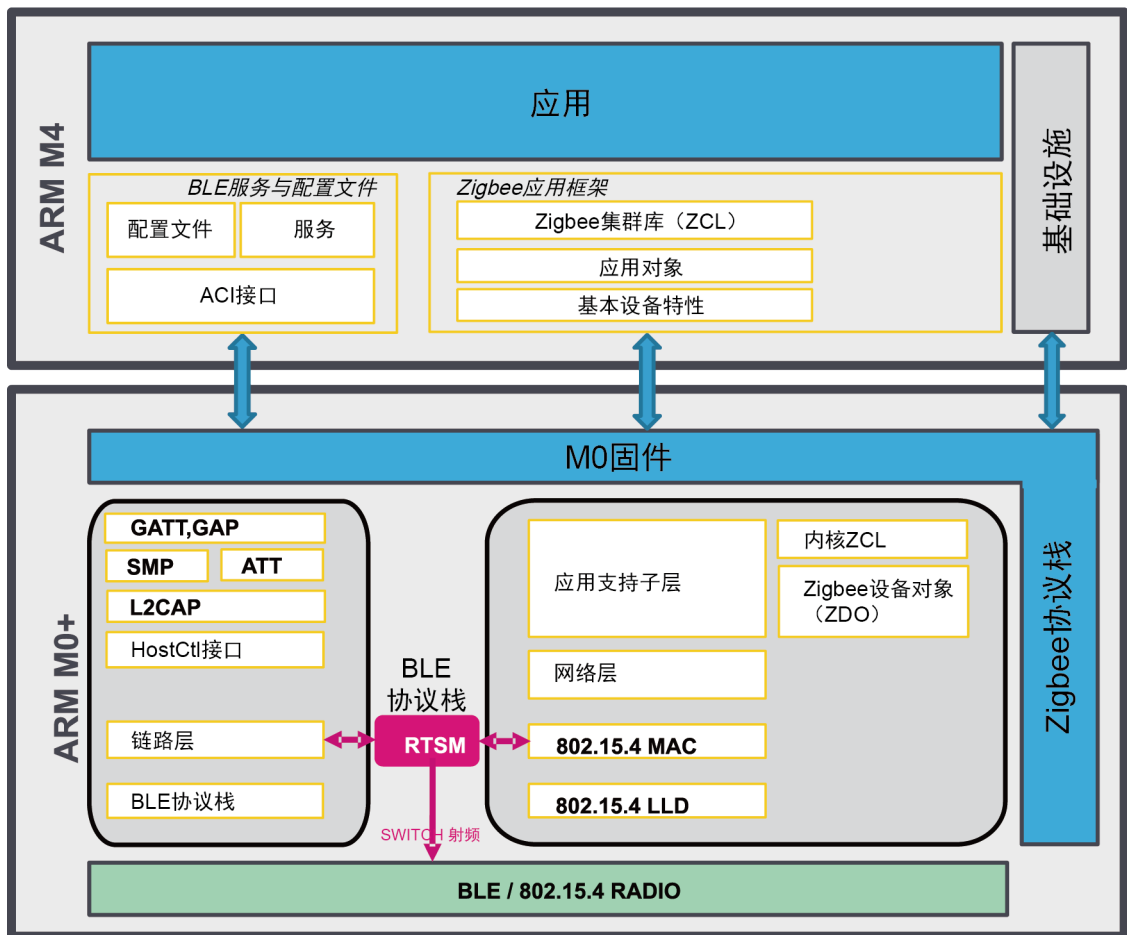 ARM M4
应用
基础设施
BLE服务与配置文件
配置文件
服务
ACI接口
Zigbee应用框架
Zigbee集群库（ZCL）
应用对象
基本设备特性
ARM M0+
M0固件
Zigbee协议栈
GATT,GAP
SMP
ATT
L2CAP
HostCtl接口
链路层
BLE协议栈
BLE
协议栈
RTSM
SWITCH 射频
应用支持子层
内核ZCL
Zigbee设备对象
（ZDO）
网络层
802.15.4 MAC
802.15.4 LLD
BLE / 802.15.4 RADIO